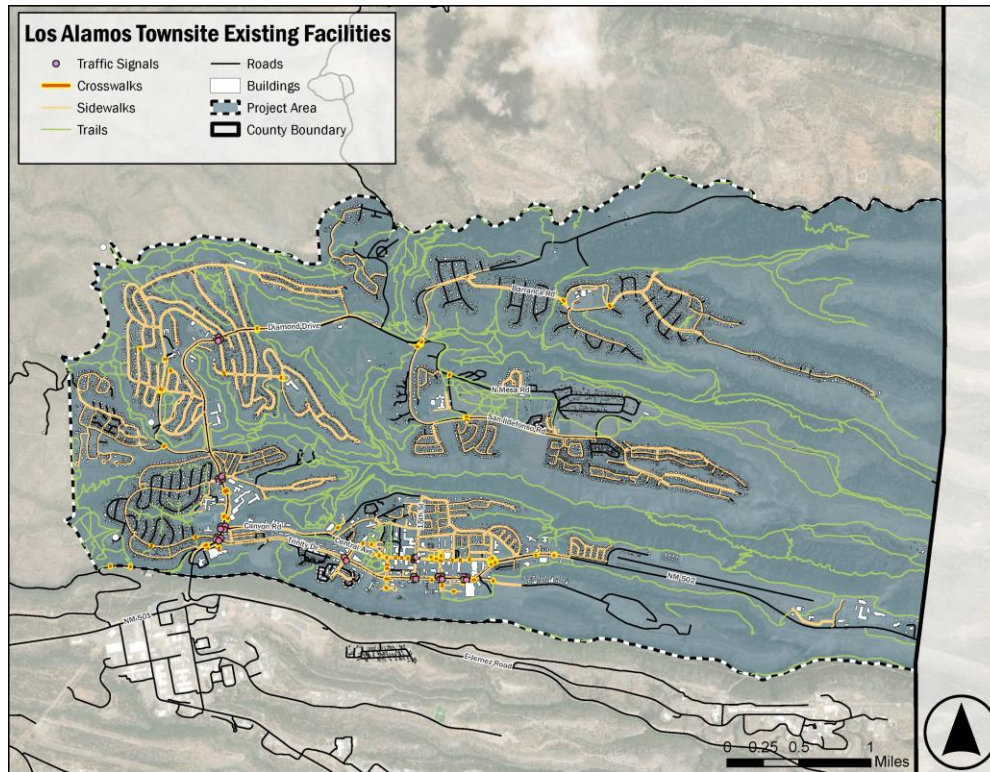 Los Alamos Townsite Existing Facilities
Traffic Signals
Crosswalks
Sidewalks
Trails
Roads
Buildings
Project Area
County Boundary
Barranca Rd
Diamond Drive
N Mesa Rd
San Ildefonso Rd
Canyon Rd
Trinity Dr
Central Ave
NM 502
NM 501
E Jemez Road
0 0.25 0.5 1
Miles